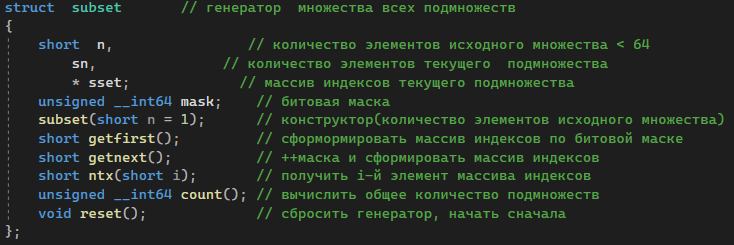 struct subset // генератор множества всех подмножеств
{
short n, // количество элементов исходного множества < 64
sn, // количество элементов текущего подмножества
* sset; // массив индексов текущего подмножества
unsigned __int64 mask; // битовая маска
subset(short n = 1); // конструктор(количество элементов исходного множества)
short getfirst(); // сформормировать массив индексов по битовой маске
short getnext(); // ++маска и сформировать массив индексов
short ntx(short i); // получить i-й элемент массива индексов
unsigned __int64 count(); // вычислить общее количество подмножеств
void reset(); // сбросить генератор, начать сначала
};